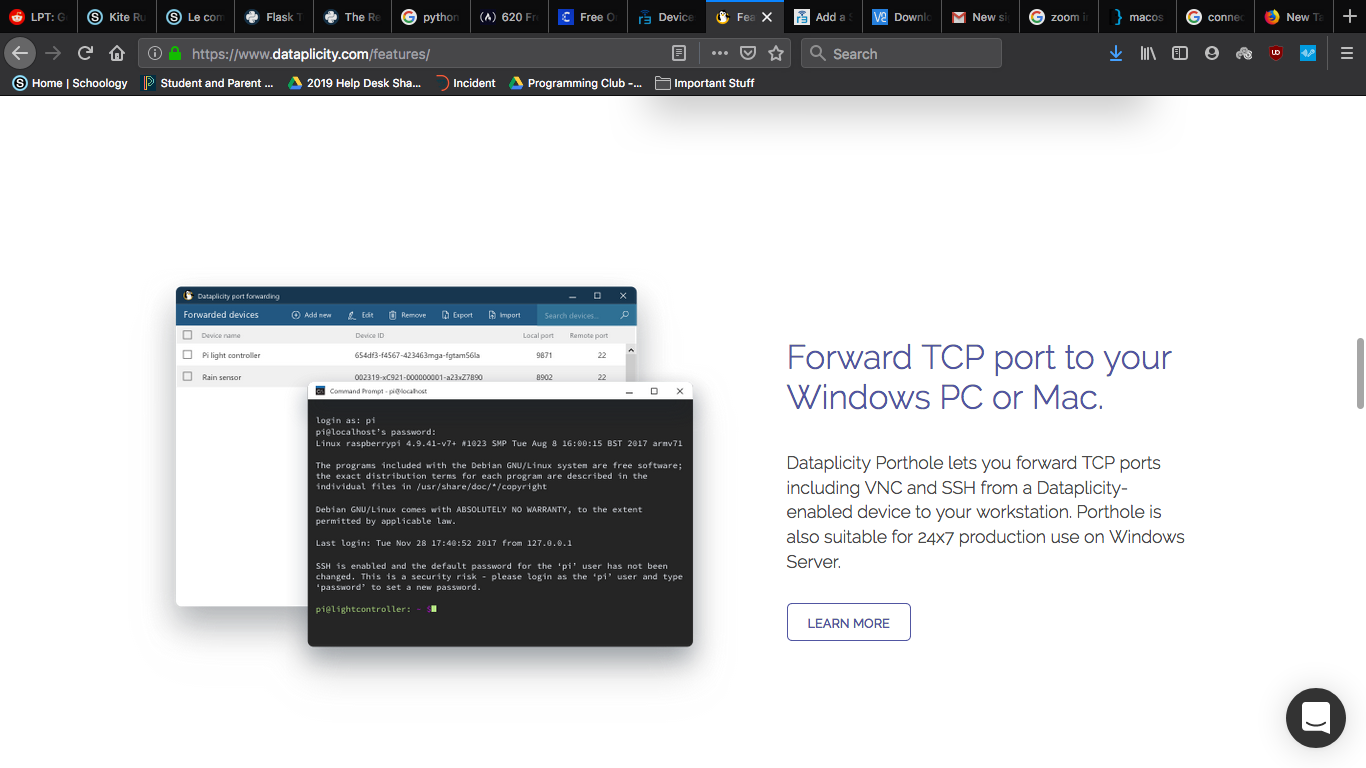 LPT: G
Kite Ru
Le com
Flask T
The Re
python
620 Fr
Free O
Device
Fea
Add a S
Downl
New si
zoom i
macos
connec
New Ta
https://www.dataplicity.com/features/
Search
Home | Schoology
Student and Parent ...
2019 Help Desk Sha...
Incident
Programming Club -...
Important Stuff
Dataplicity port forwarding
Forwarded devices Add new Edit Remove Export Import Search devices...
Device name Device ID Local port Remote port
Pi light controller 654df3-f4567-423463mga-fgtam56la 9871 22
Rain sensor 002319-xC921-000000001-a23xZ7890 8902 22
Command Prompt - pi@localhost
login as: pi
pi@localhost's password:
Linux raspberrypi 4.9.41-v7+ #1023 SMP Tue Aug 8 16:00:15 BST 2017 armv71
The programs included with the Debian GNU/Linux system are free software;
the exact distribution terms for each program are described in the
individual files in /usr/share/doc/*/copyright
Debian GNU/Linux comes with ABSOLUTELY NO WARRANTY, to the extent
permitted by applicable law.
Last login: Tue Nov 28 17:40:52 2017 from 127.0.0.1
SSH is enabled and the default password for the ‘pi’ user has not been
changed. This is a security risk - please login as the ‘pi’ user and type
‘password’ to set a new password.
pi@lightcontroller: ~ $
Forward TCP port to your
Windows PC or Mac.
Dataplicity Porthole lets you forward TCP ports
including VNC and SSH from a Dataplicity-
enabled device to your workstation. Porthole is
also suitable for 24x7 production use on Windows
Server.
LEARN MORE